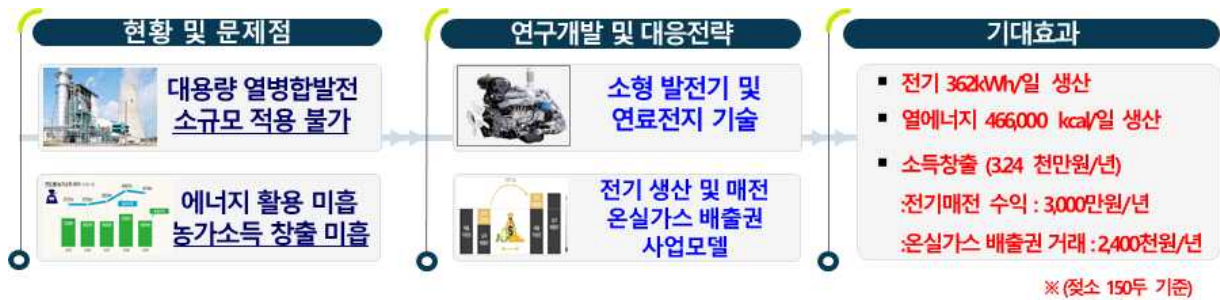 현황 및 문제점
대용량 열병합발전
소규모 적용 불가
에너지 활용 미흡
농가소득 창출 미흡
연구개발 및 대응전략
소형 발전기 및
연료전지 기술
전기 생산 및 매전
온실가스 배출권
사업모델
기대효과
▪ 전기 362kWh/일 생산
▪ 열에너지 466,000 kcal/일 생산
▪ 소득창출 (3.24 천만원/년)
:전기매전 수익 : 3,000만원/년
:온실가스 배출권 거래 : 2,400천원/년
※ (젖소 150두 기준)